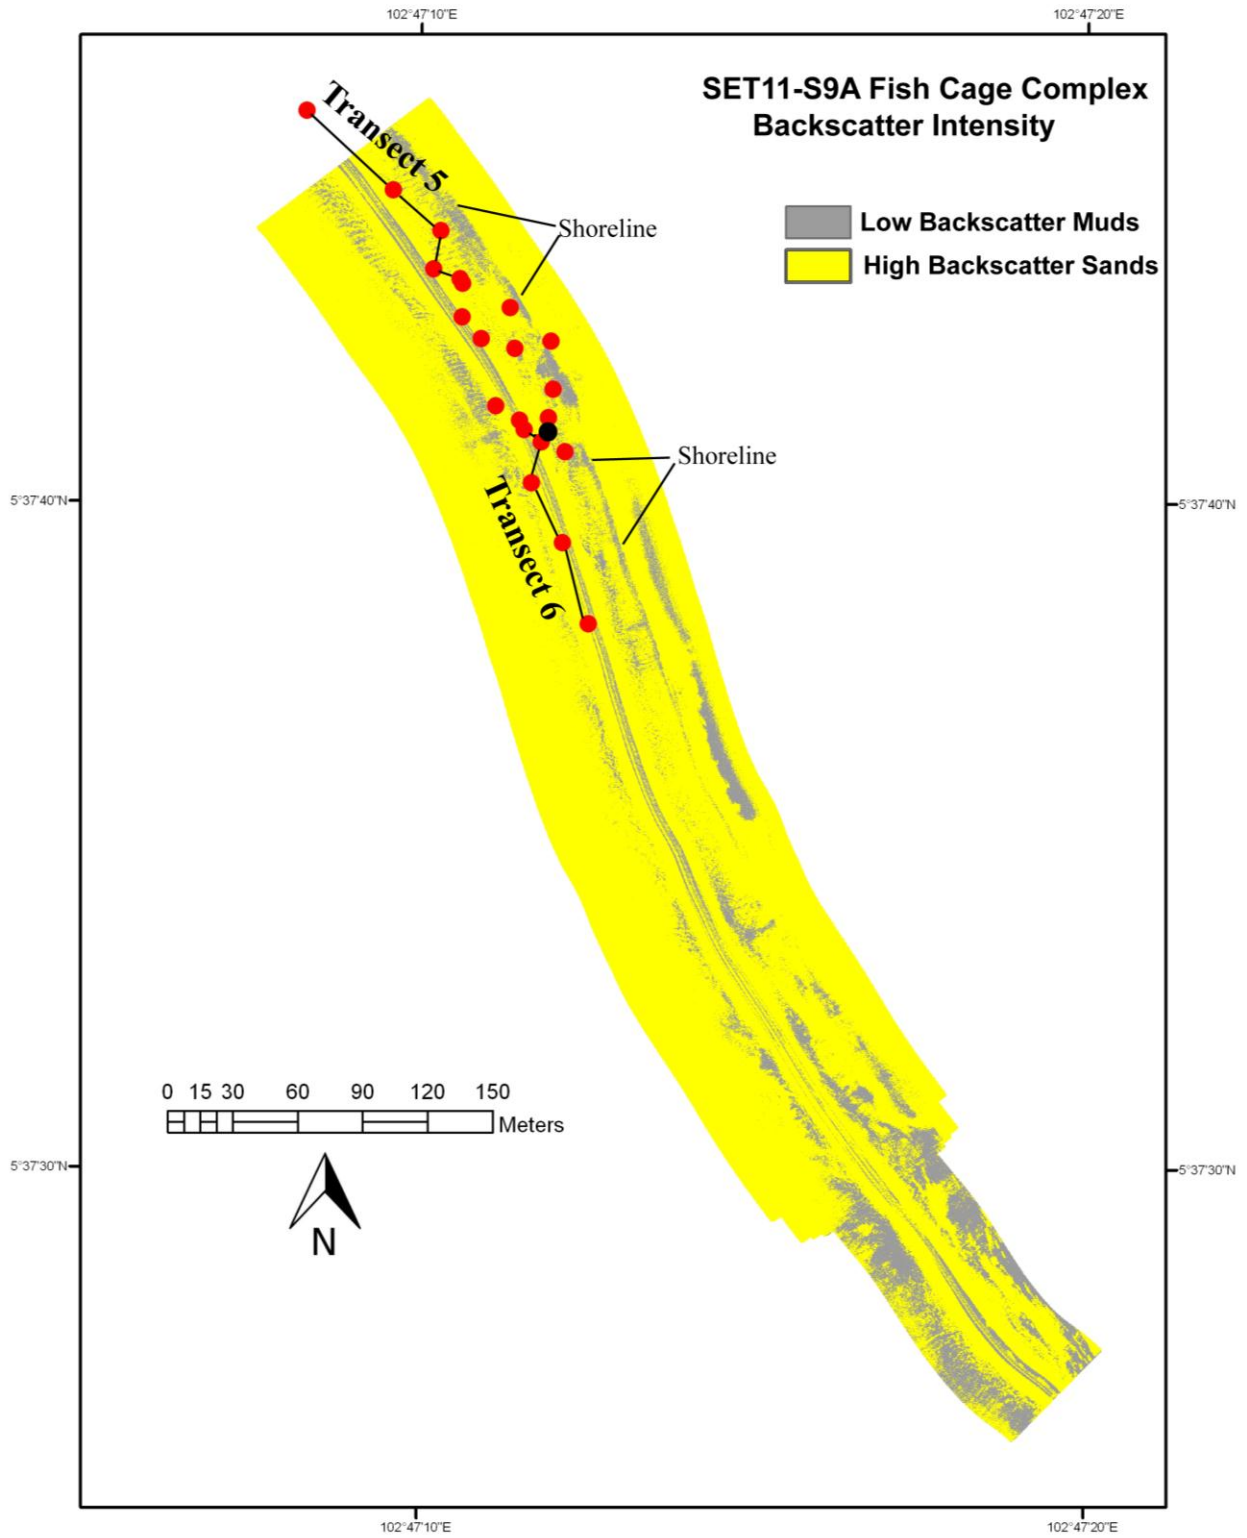 102°47'10"E
102°47'20"E
SET11-S9A Fish Cage Complex
Backscatter Intensity
Transect 5
Low Backscatter Muds
Shoreline
High Backscatter Sands
Shoreline
5°37'40"N
5°37'40"N
Transect 6
0 15 30 60 90 120 150
Meters
5°37'30"N
5°37'30"N
N
102°47'10"E
102°47'20"E